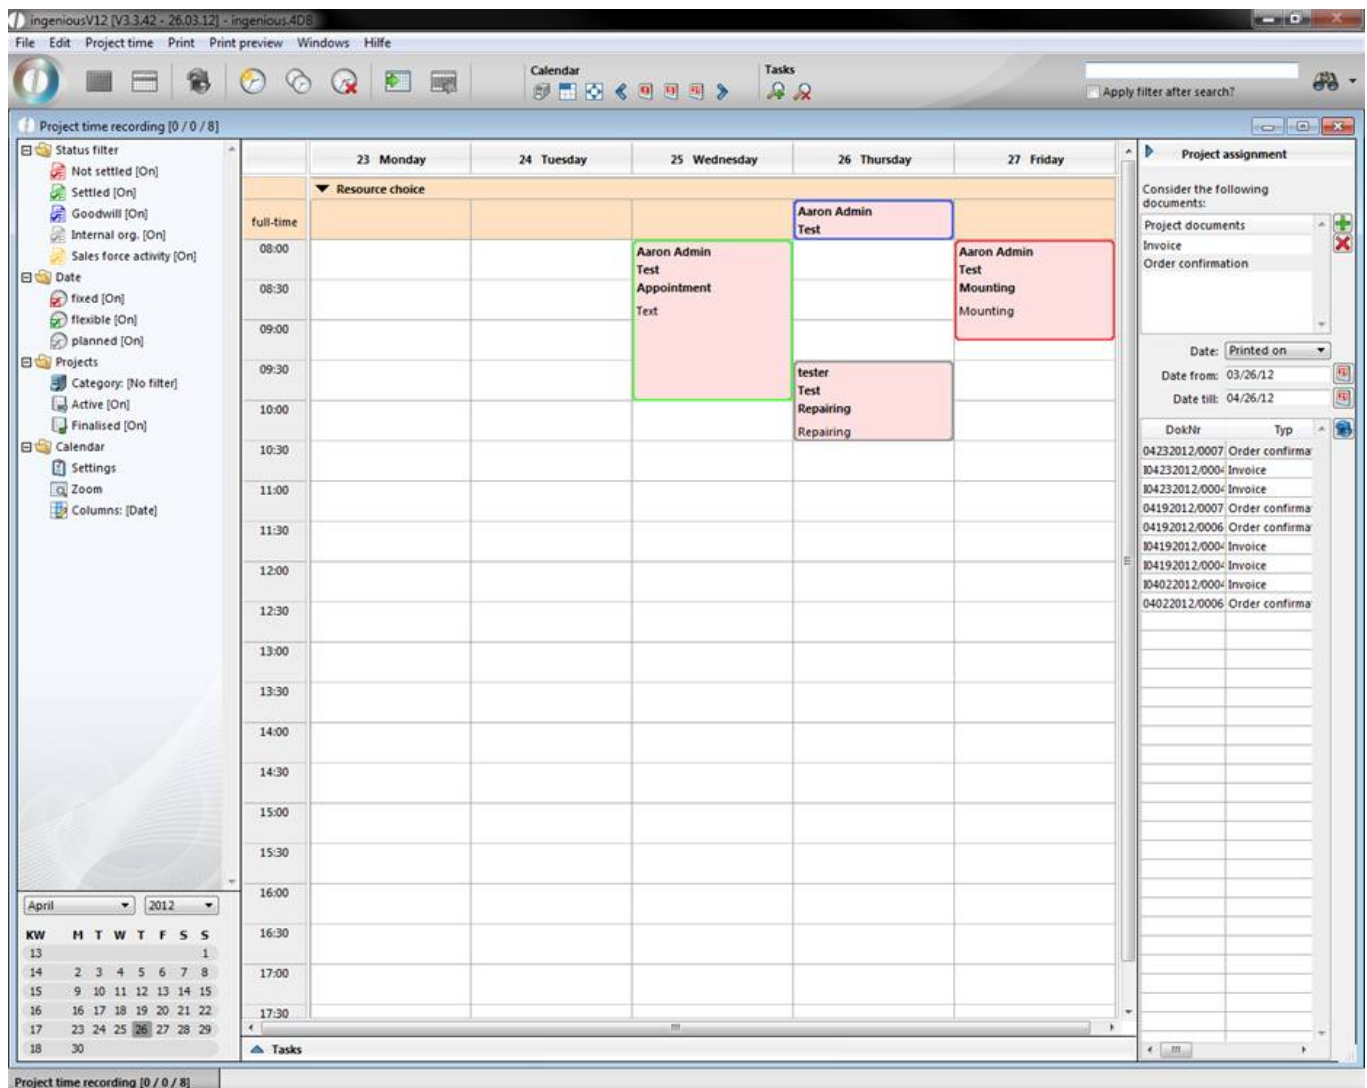 ingeniousV12 [V3.3.42 - 26.03.12] - ingenious.4DB
File Edit Project time Print Print preview Windows Hilfe
Calendar
Tasks
Apply filter after search?
Project time recording [0 / 0 / 8]
Status filter
Not settled [On]
Settled [On]
Goodwill [On]
Internal org. [On]
Sales force activity [On]
Date
fixed [On]
flexible [On]
planned [On]
Projects
Category: [No filter]
Active [On]
Finalised [On]
Calendar
Settings
Zoom
Columns: [Date]
April 2012
KW M T W T F S S
13 1
14 2 3 4 5 6 7 8
15 9 10 11 12 13 14 15
16 16 17 18 19 20 21 22
17 23 24 25 26 27 28 29
18 30
23 Monday 24 Tuesday 25 Wednesday 26 Thursday 27 Friday
Resource choice
full-time
08:00
08:30
09:00
09:30
10:00
10:30
11:00
11:30
12:00
12:30
13:00
13:30
14:00
14:30
15:00
15:30
16:00
16:30
17:00
17:30
Aaron Admin
Test
Appointment
Text
Aaron Admin
Test
tester
Test
Repairing
Repairing
Aaron Admin
Test
Mounting
Mounting
Tasks
Project assignment
Consider the following
documents:
Project documents
Invoice
Order confirmation
Date: Printed on
Date from: 03/26/12
Date till: 04/26/12
DokNr Typ
04232012/0007 Order confirma
I04232012/000 Invoice
I04232012/000 Invoice
04192012/0007 Order confirma
04192012/0006 Order confirma
I04192012/000 Invoice
I04192012/000 Invoice
I04022012/000 Invoice
04022012/0006 Order confirma
Project time recording [0 / 0 / 8]